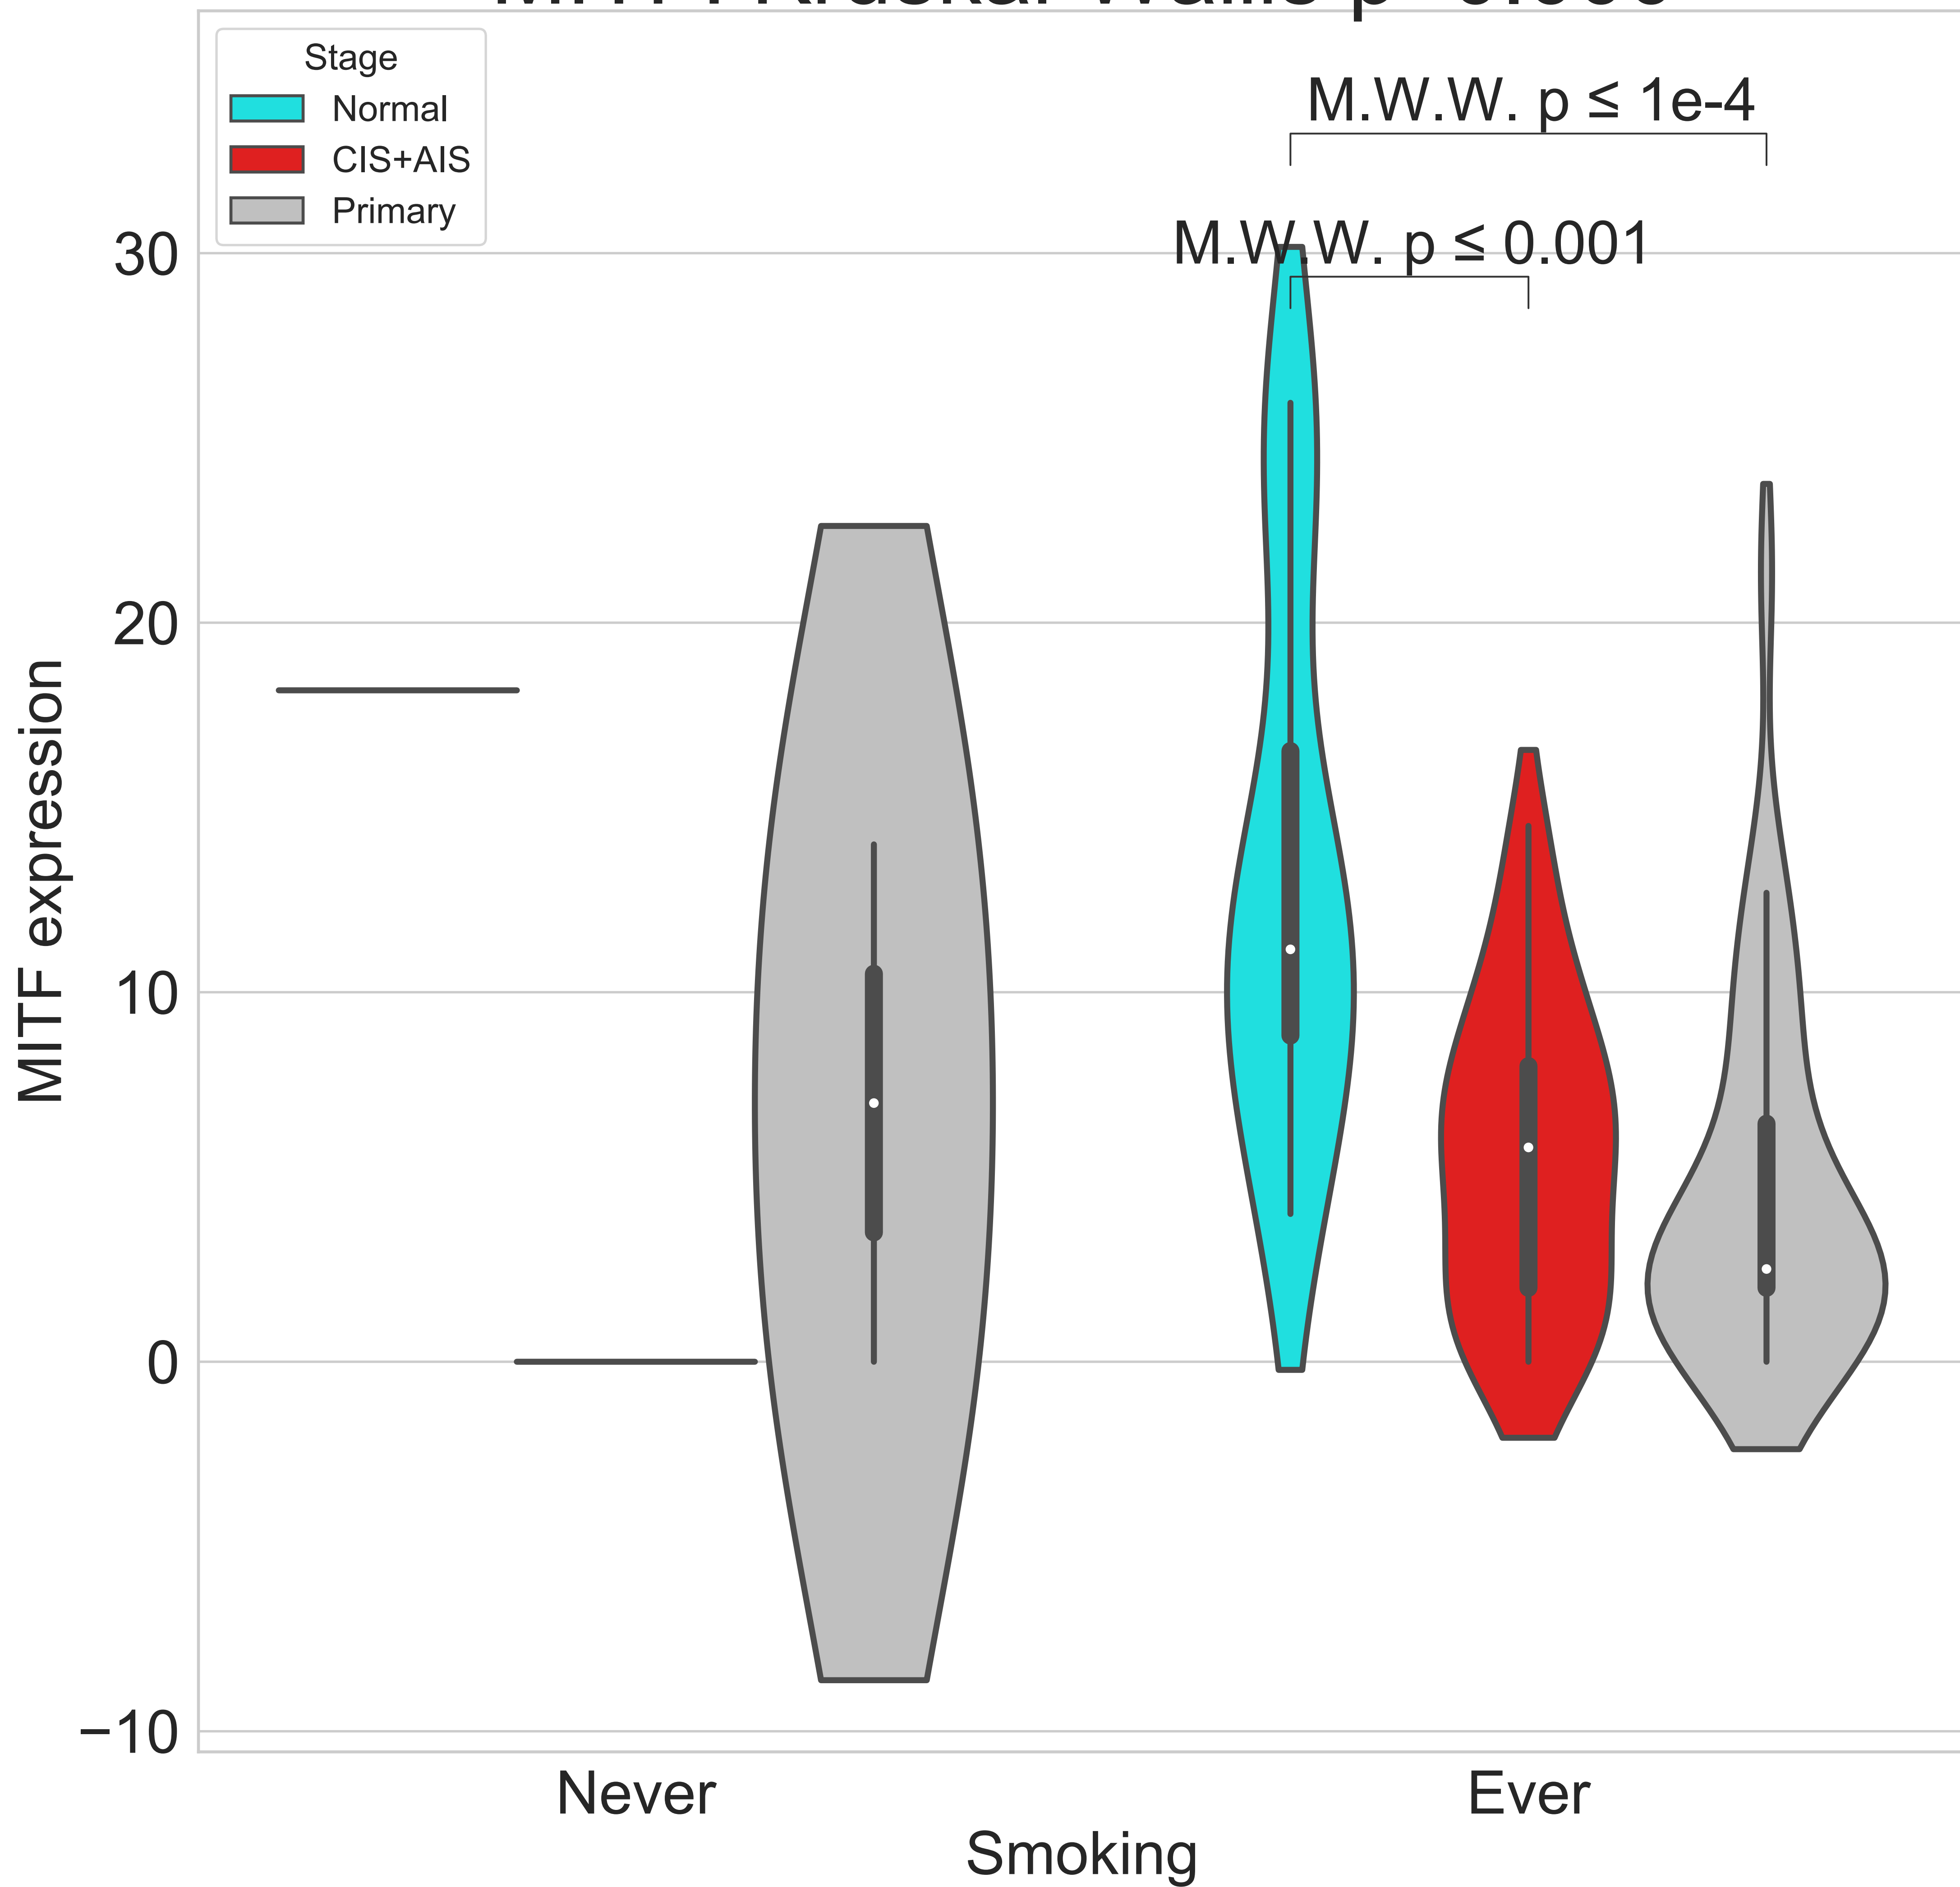 Stage
Normal
CIS+AIS
Primary
M.W.W. p ≤ 1e-4
M.W.W. p ≤ 0.001
30
20
10
0
−10
MITF expression
Never
Ever
Smoking